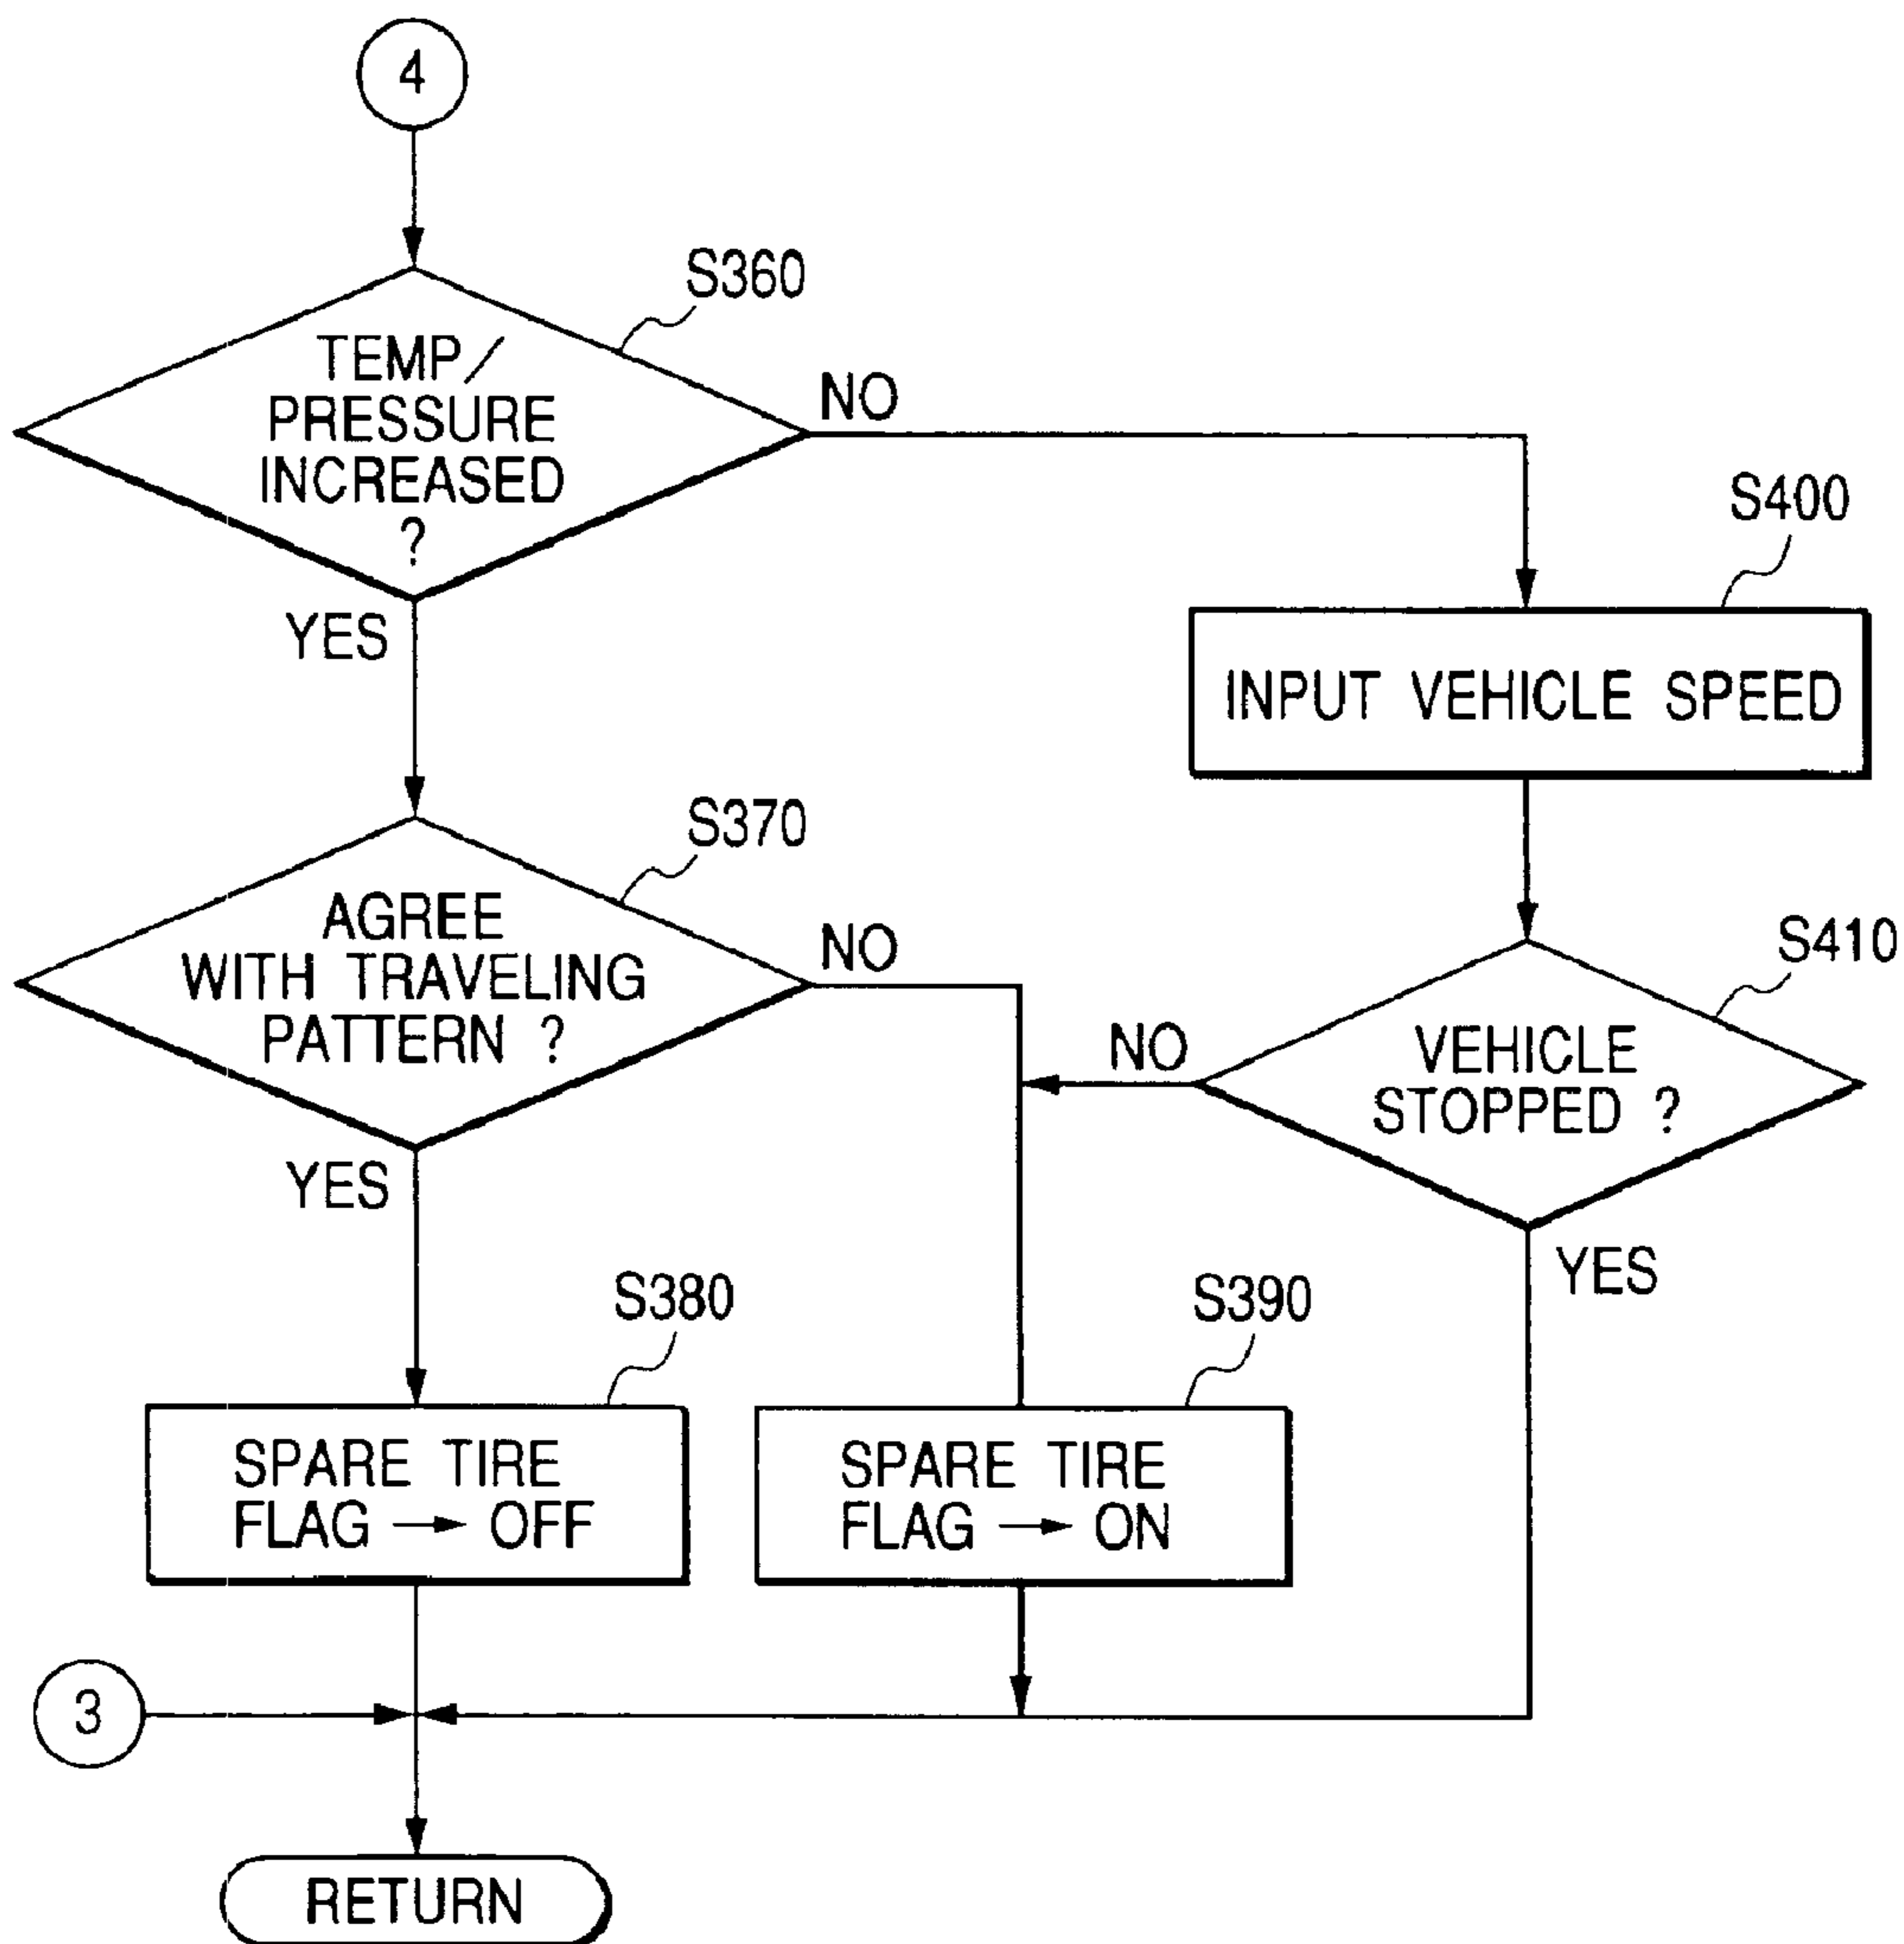 4
S360
TEMP/
PRESSURE
INCREASED
?
NO
YES
S400
INPUT VEHICLE SPEED
S370
AGREE
WITH TRAVELING
PATTERN ?
NO
YES
S410
VEHICLE
STOPPED ?
NO
YES
S380
SPARE TIRE
FLAG → OFF
S390
SPARE TIRE
FLAG → ON
3
RETURN